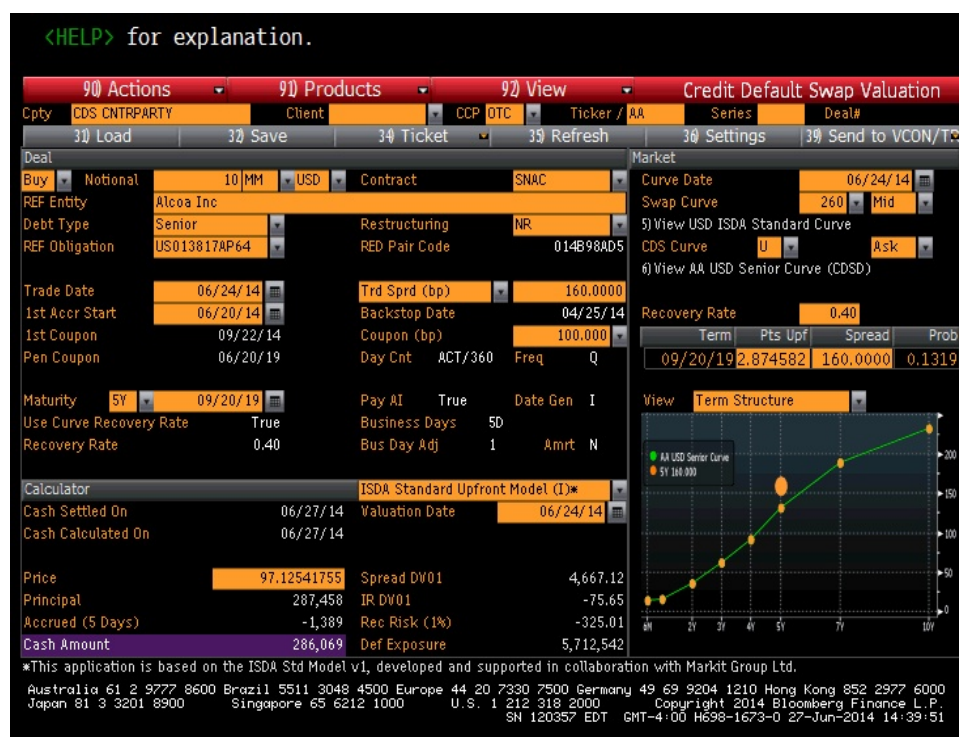 <HELP> for explanation.
90) Actions 91) Products 92) View Credit Default Swap Valuation
Cpty CDS CNTRPARTY Client CCP OTC Ticker / AA Series Deal#
31) Load 32) Save 34) Ticket 35) Refresh 36) Settings 39) Send to VCON/T
Deal Market
Buy Notional 10 MM USD Contract SNAC Curve Date 06/24/14
REF Entity Alcoa Inc Swap Curve 260 Mid
Debt Type Senior Restructuring NR 5) View USD ISDA Standard Curve
REF Obligation US013817AP64 RED Pair Code 014B98AD5 CDS Curve U Ask
6) View AA USD Senior Curve (CDSD)
Trade Date 06/24/14 Trd Sprd (bp) 160.0000
1st Accr Start 06/20/14 Backstop Date 04/25/14 Recovery Rate 0.40
1st Coupon 09/22/14 Coupon (bp) 100.000 Term Pts Upf Spread Prob
Pen Coupon 06/20/19 Day Cnt ACT/360 Freq Q 09/20/19 2.874582 160.0000 0.1319
Maturity 5Y 09/20/19 Pay AI True Date Gen I View Term Structure
Use Curve Recovery Rate True Business Days 5D
Recovery Rate 0.40 Bus Day Adj 1 Amrt N
AA USD Senior Curve
5Y 160.000
200
150
100
50
0
6M 2Y 3Y 4Y 5Y 7Y 10Y
Calculator ISDA Standard Upfront Model (I)*
Cash Settled On 06/27/14 Valuation Date 06/24/14
Cash Calculated On 06/27/14
Price 97.12541755 Spread DV01 4,667.12
Principal 287,458 IR DV01 -75.65
Accrued (5 Days) -1,389 Rec Risk (1%) -325.01
Cash Amount 286,069 Def Exposure 5,712,542
*This application is based on the ISDA Std Model v1, developed and supported in collaboration with Markit Group Ltd.
Australia 61 2 9777 8600 Brazil 5511 3048 4500 Europe 44 20 7330 7500 Germany 49 69 9204 1210 Hong Kong 852 2977 6000
Japan 81 3 3201 8900 Singapore 65 6212 1000 U.S. 1 212 318 2000 Copyright 2014 Bloomberg Finance L.P.
SN 120357 EDT GMT-4:00 H698-1673-0 27-Jun-2014 14:39:51